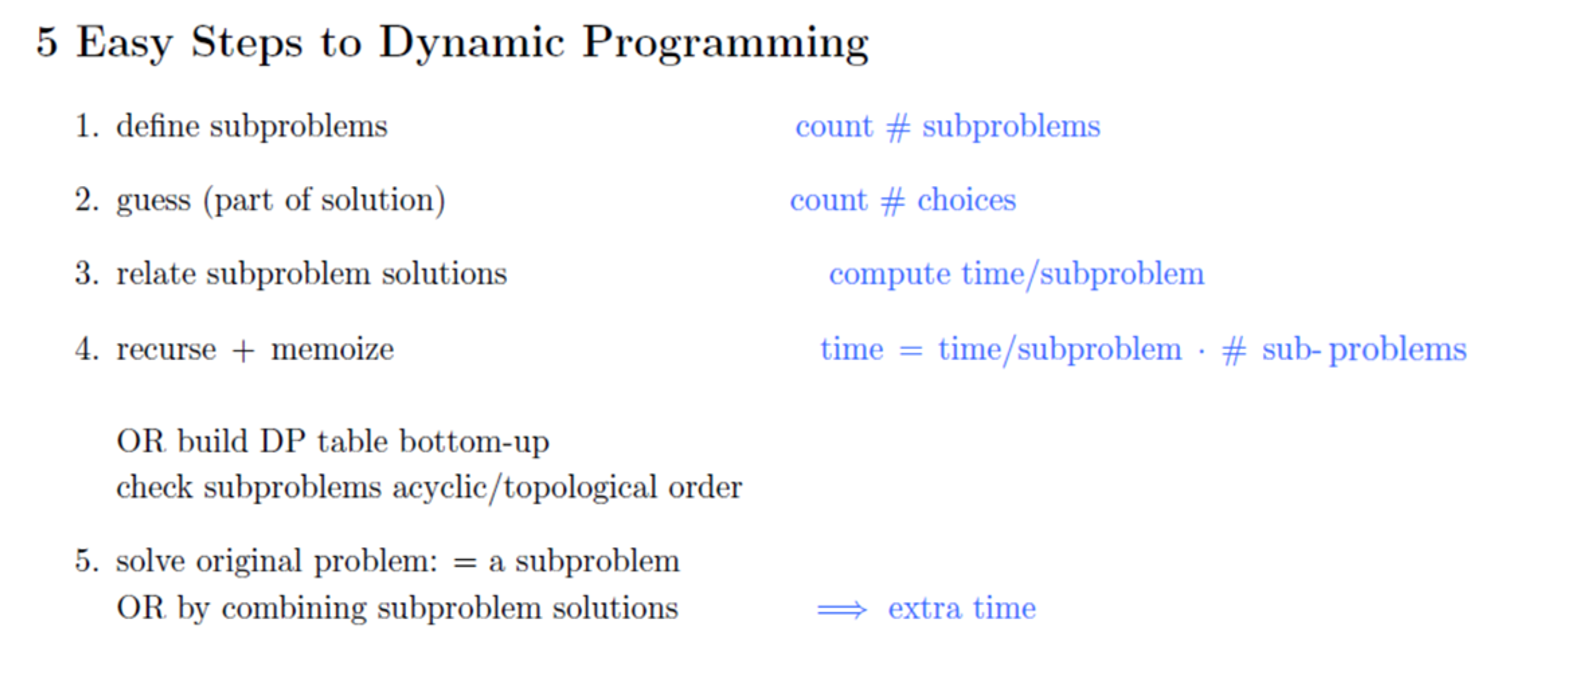 5 Easy Steps to Dynamic Programming
1. define subproblems count # subproblems
2. guess (part of solution) count # choices
3. relate subproblem solutions compute time/subproblem
4. recurse + memoize time = time/subproblem · # sub- problems
OR build DP table bottom-up
check subproblems acyclic/topological order
5. solve original problem: = a subproblem
OR by combining subproblem solutions ⟹ extra time